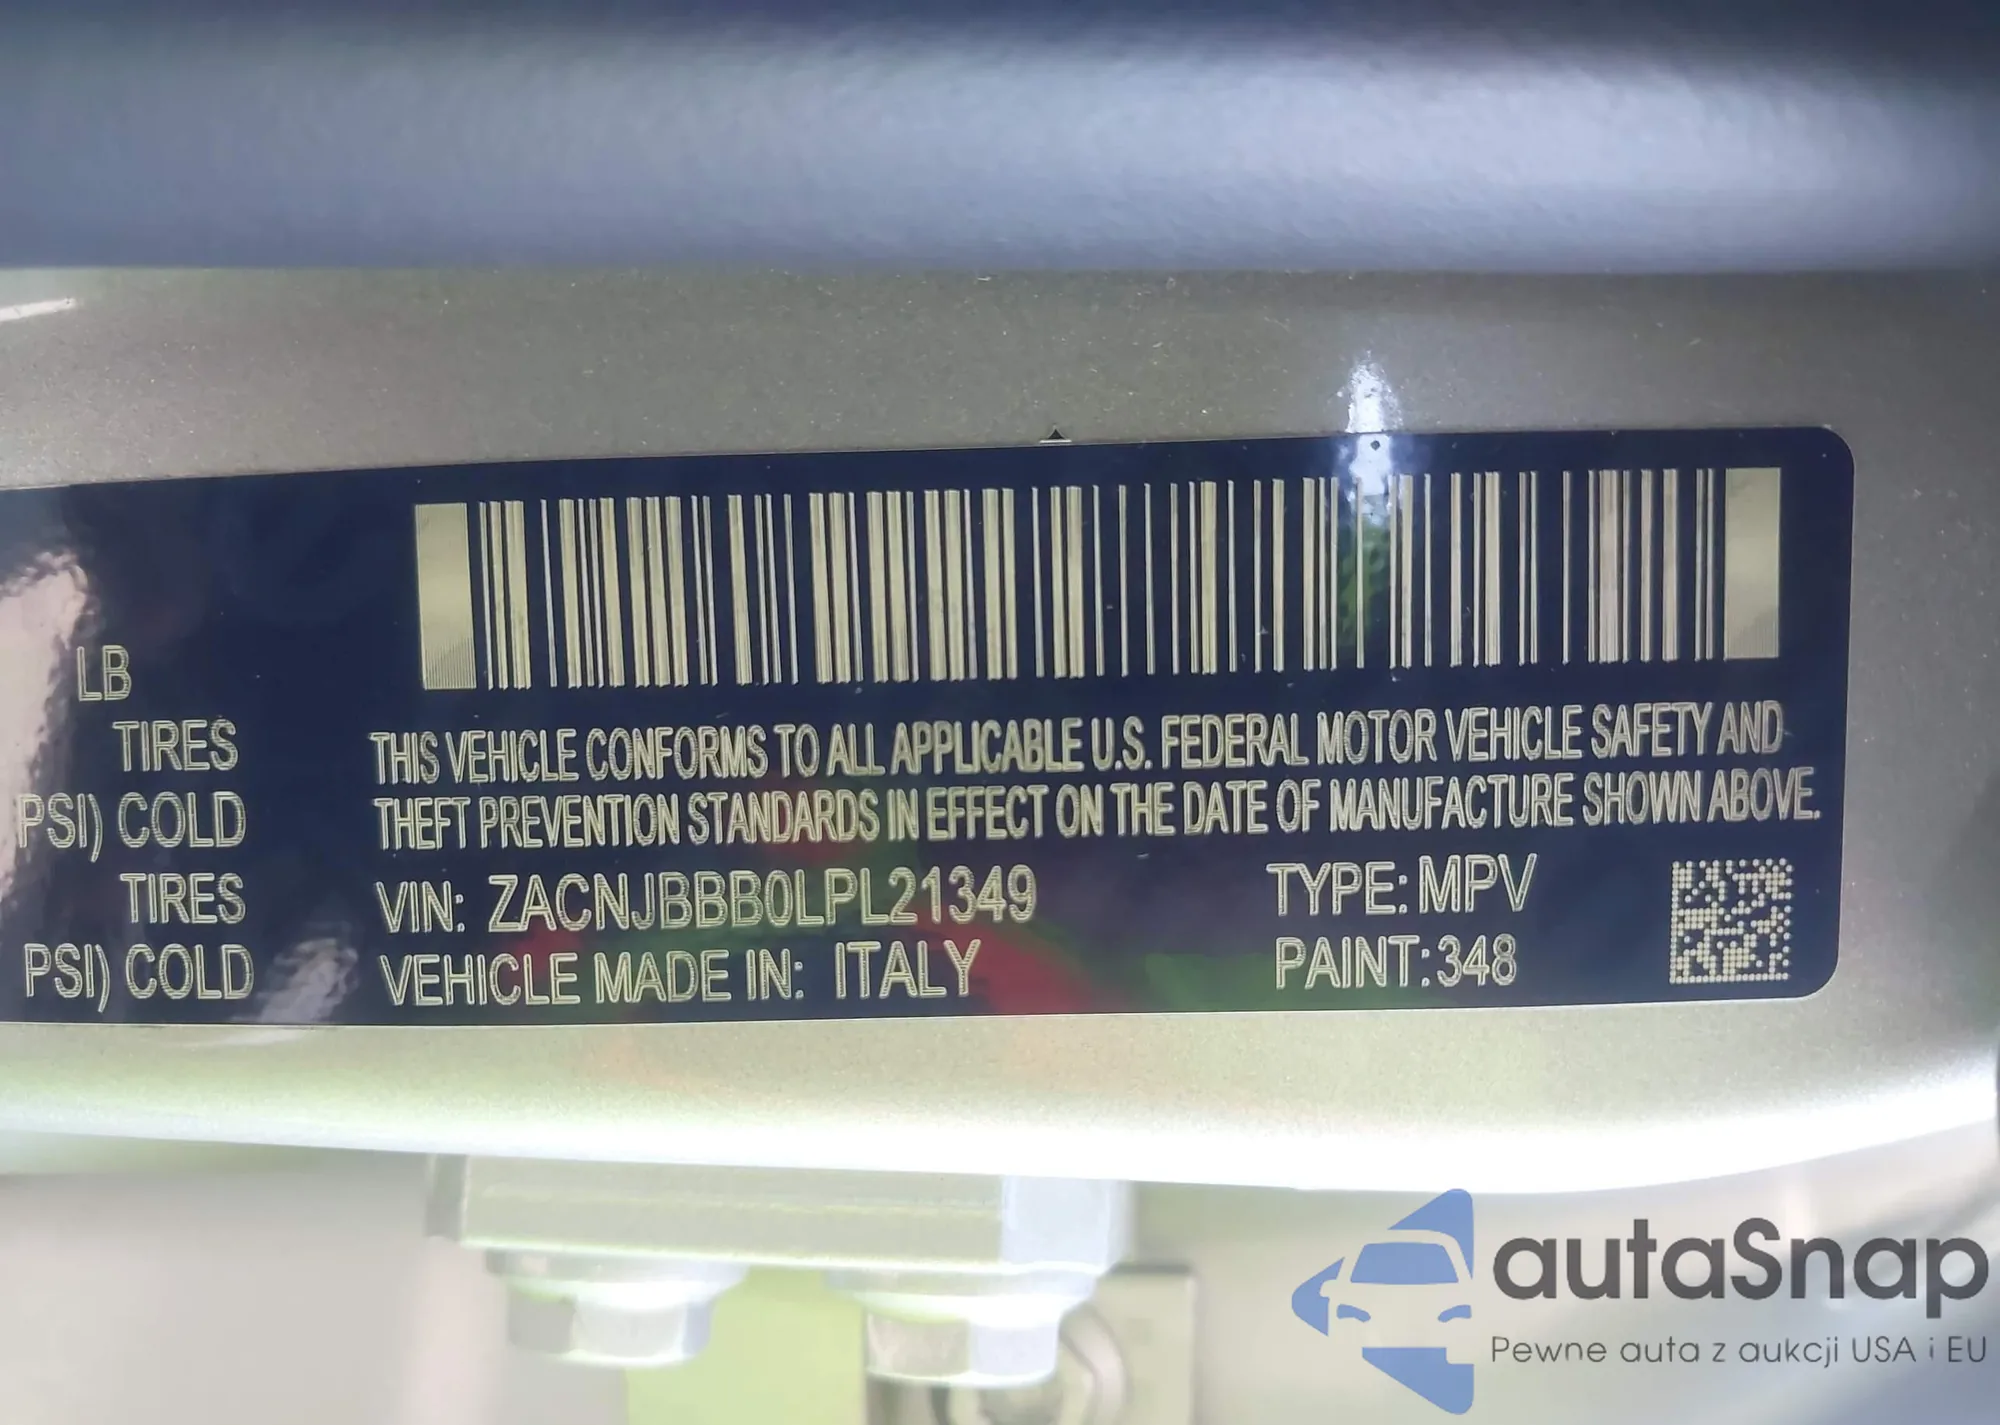 LB
TIRES
PSI) COLD
TIRES
PSI) COLD
THIS VEHICLE CONFORMS TO ALL APPLICABLE U.S. FEDERAL MOTOR VEHICLE SAFETY AND
THEFT PREVENTION STANDARDS IN EFFECT ON THE DATE OF MANUFACTURE SHOWN ABOVE.
VIN: ZACNJBBB0LPL21349 TYPE: MPV
VEHICLE MADE IN: ITALY PAINT: 348
autaSnap
Pewne auta z aukcji USA i EU